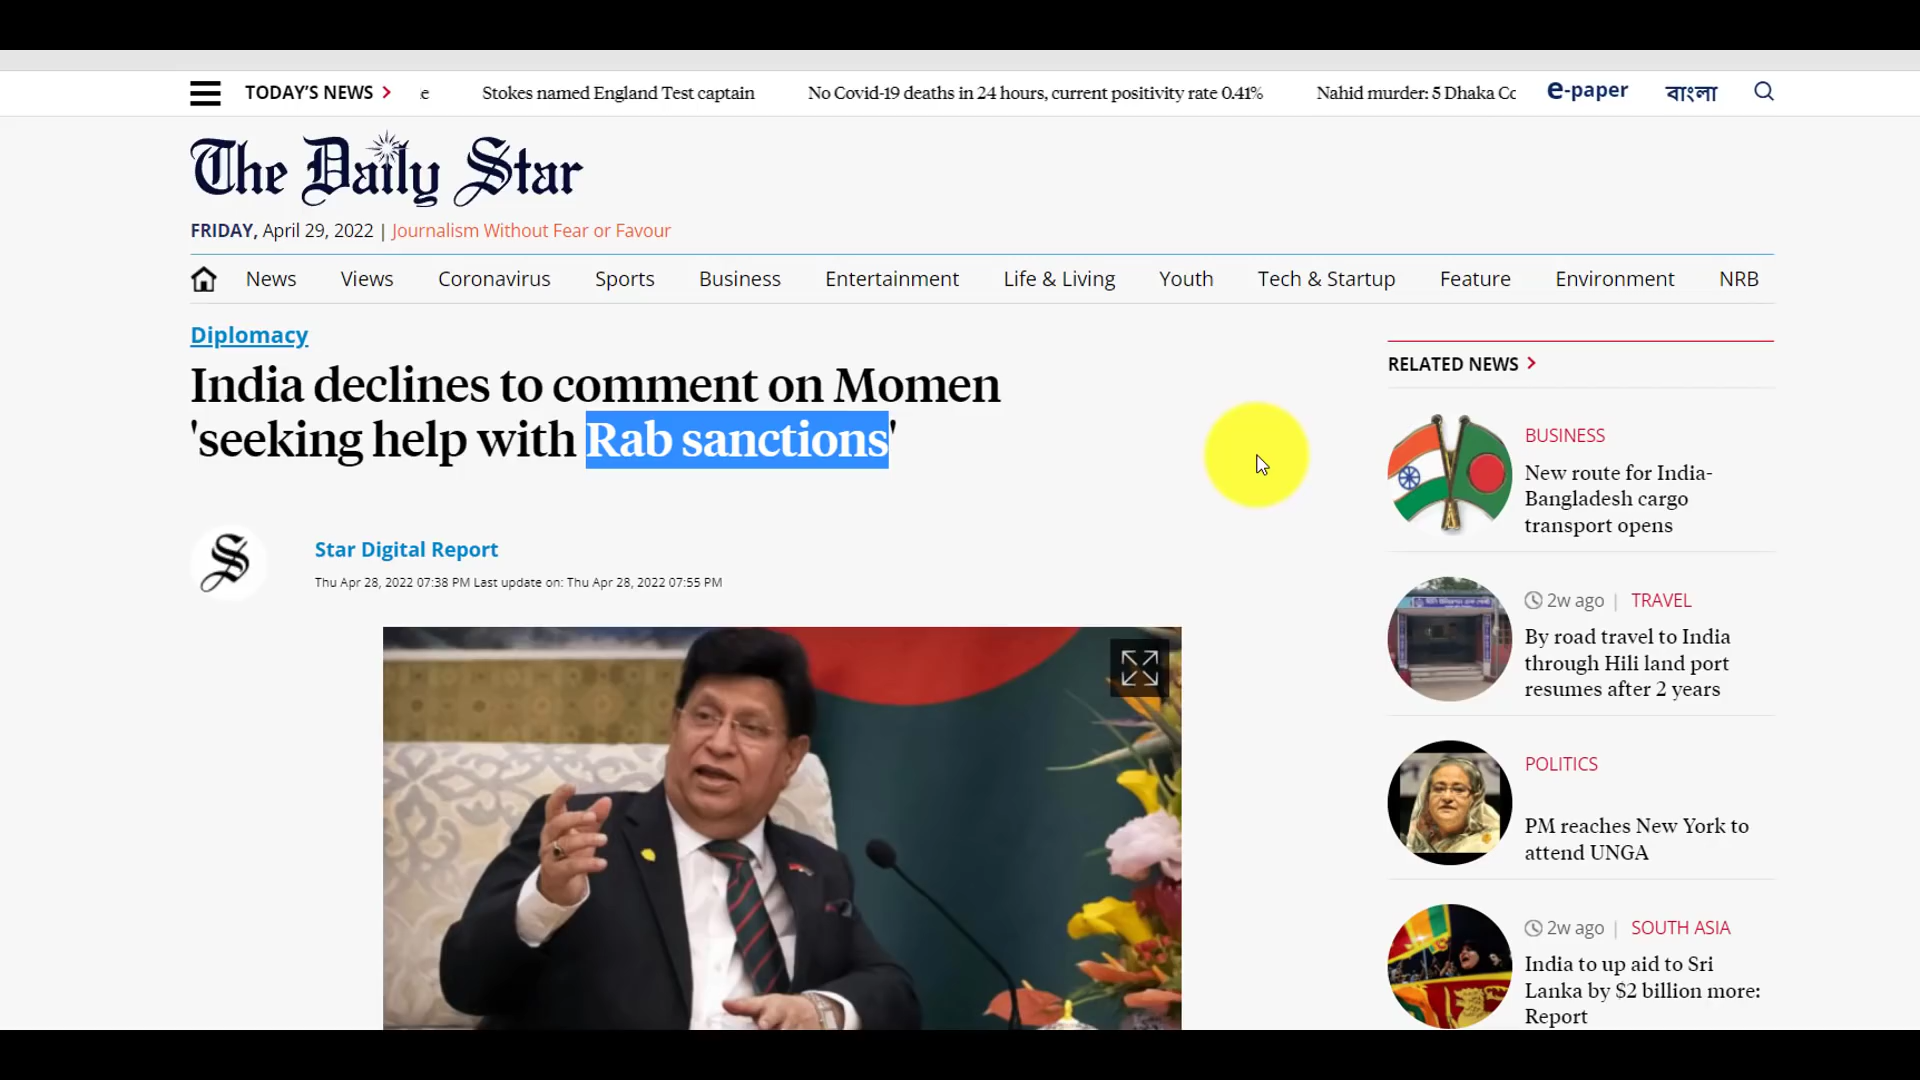 TODAY'S NEWS
e
Stokes named England Test captain
No Covid-19 deaths in 24 hours, current positivity rate 0.41%
Nahid murder: 5 Dhaka Cc
e-paper
বাংলা
The Daily Star
FRIDAY, April 29, 2022 | Journalism Without Fear or Favour
News
Views
Coronavirus
Sports
Business
Entertainment
Life & Living
Youth
Tech & Startup
Feature
Environment
NRB
Diplomacy
India declines to comment on Momen
'seeking help with Rab sanctions'
S
Star Digital Report
Thu Apr 28, 2022 07:38 PM Last update on: Thu Apr 28, 2022 07:55 PM
RELATED NEWS
BUSINESS
New route for India-
Bangladesh cargo
transport opens
2w ago | TRAVEL
By road travel to India
through Hili land port
resumes after 2 years
POLITICS
PM reaches New York to
attend UNGA
2w ago | SOUTH ASIA
India to up aid to Sri
Lanka by $2 billion more:
Report